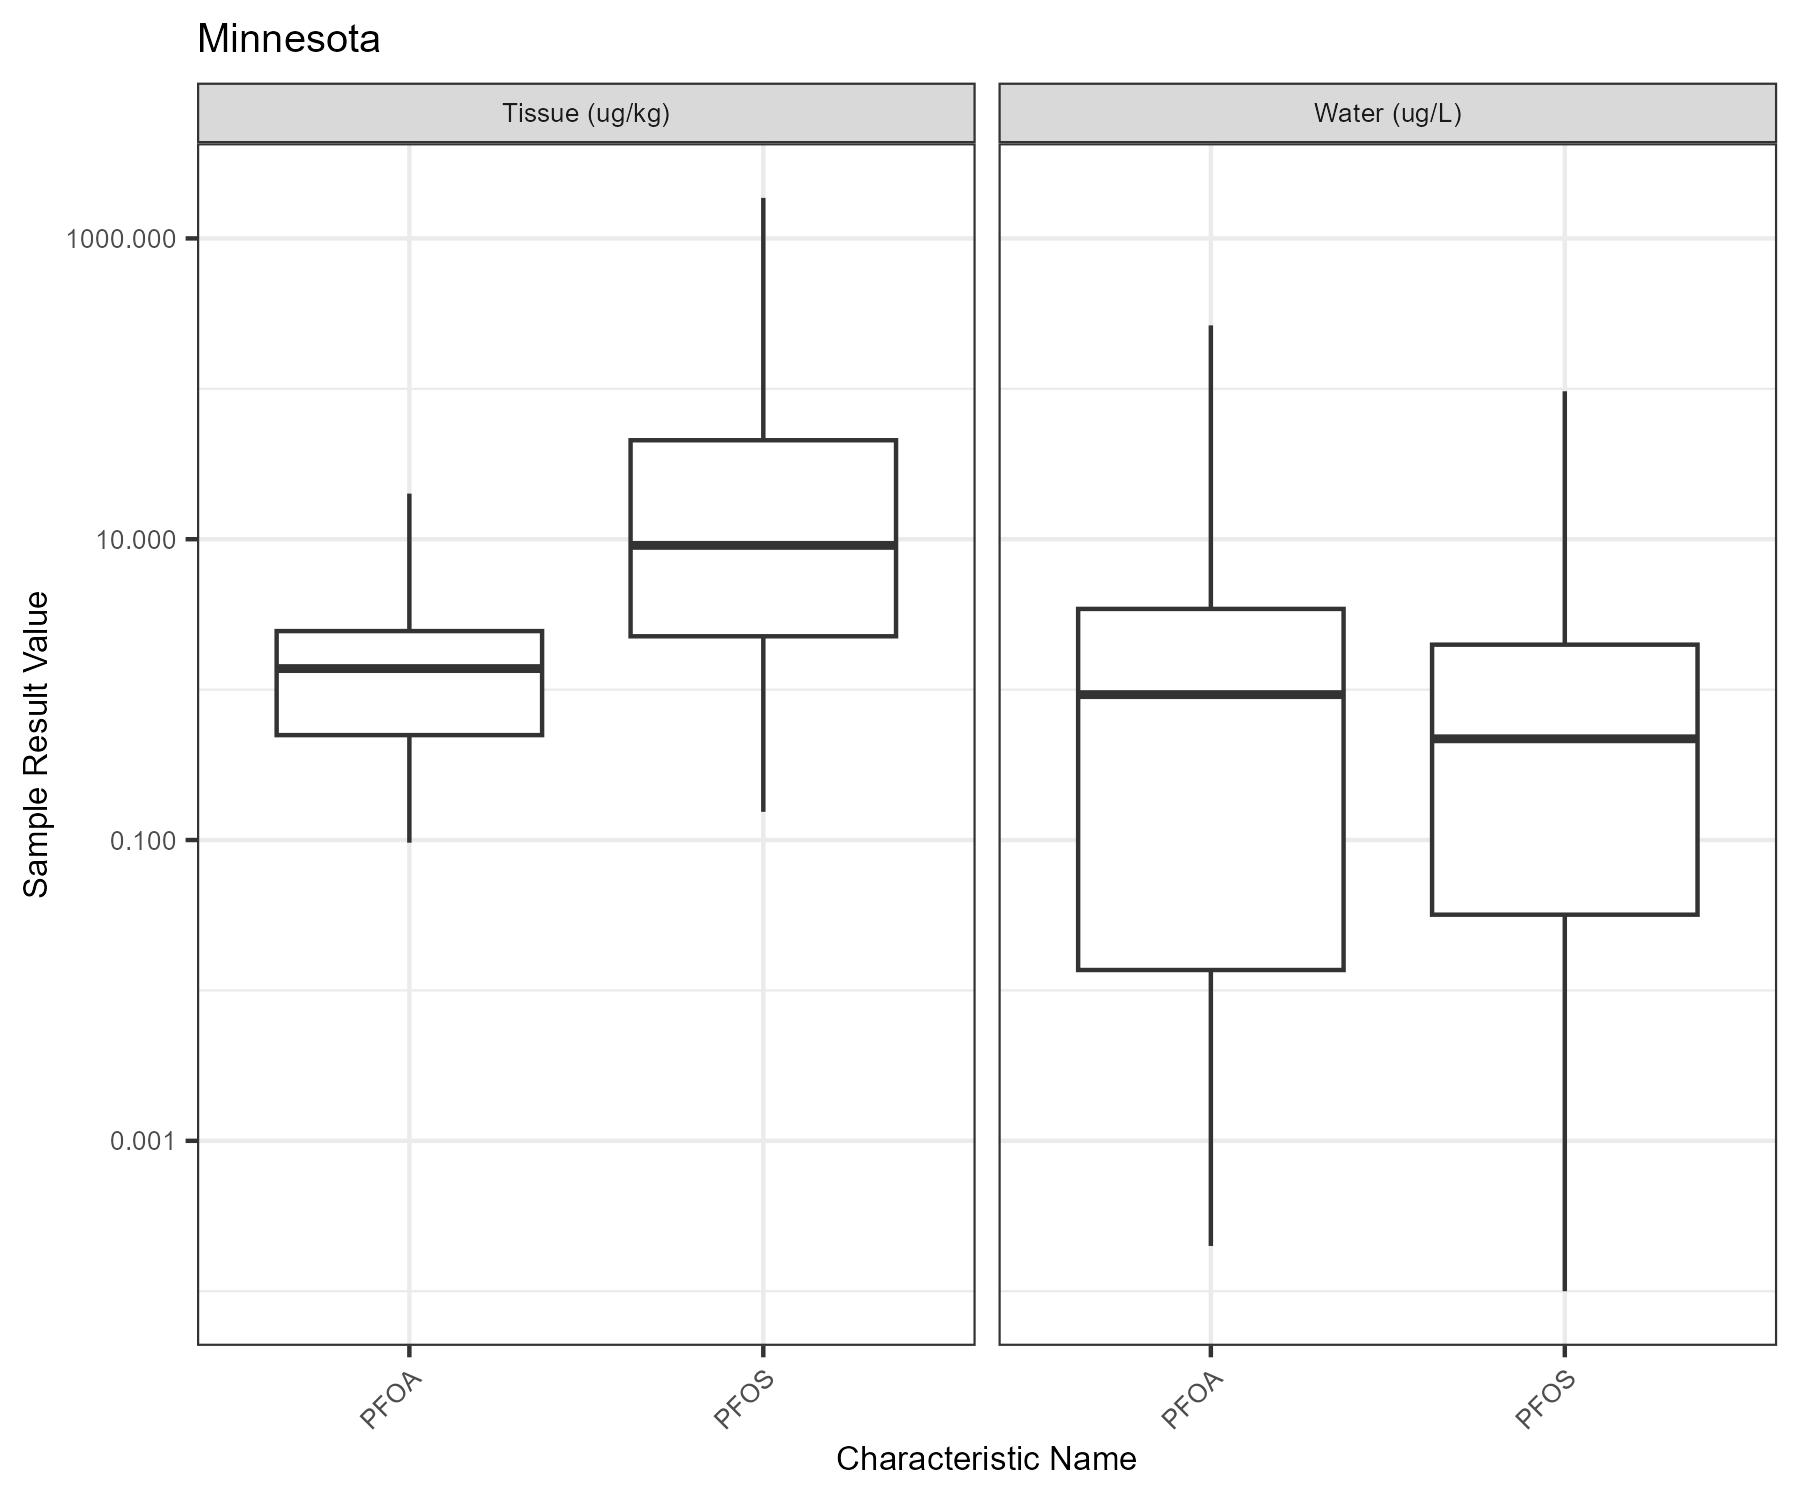 Minnesota
Tissue (ug/kg)
Water (ug/L)
1000.000
10.000
0.100
0.001
Sample Result Value
PFOA
PFOS
PFOA
PFOS
Characteristic Name